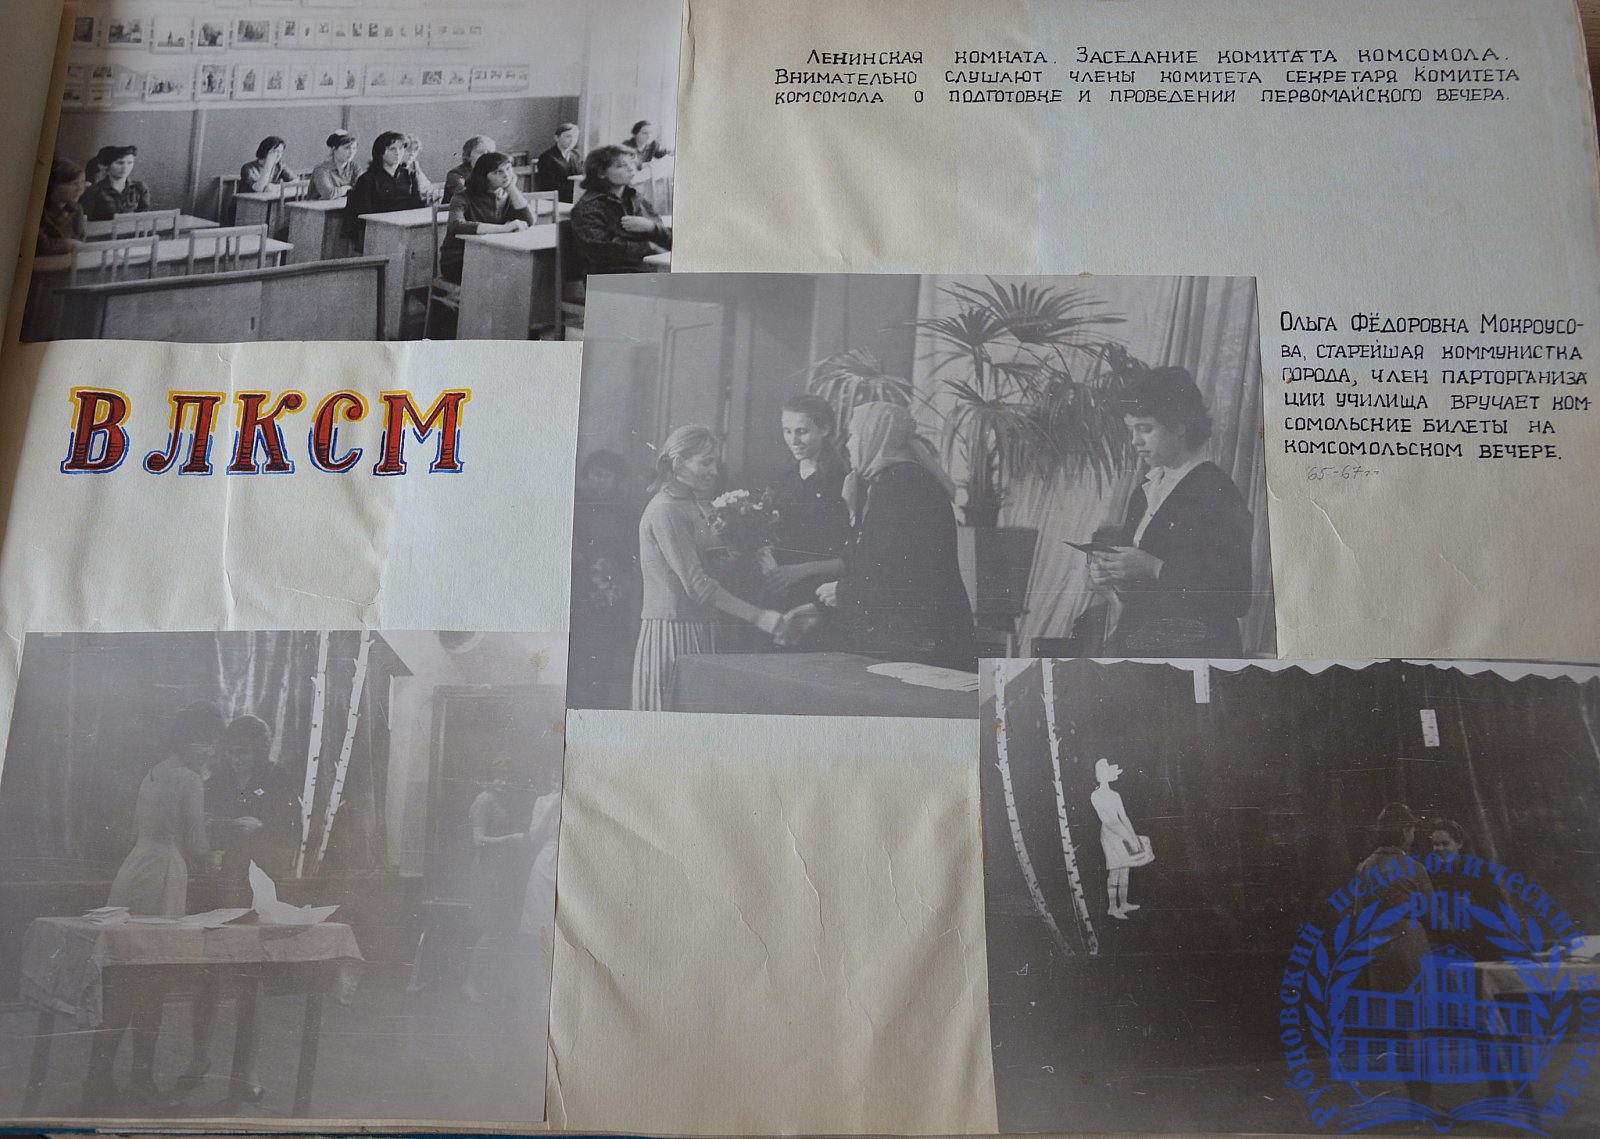 Ленинская комната. Заседание комитета комсомола.
Внимательно слушают члены комитета секретаря комитета
комсомола о подготовке и проведении первомайского вечера.
Ольга Фёдоровна Мокроусо-
ва, старейшая коммунистка
города, член парторганиза
ции училища вручает ком-
сомольские билеты на
комсомольском вечере.
65-67гг
ВЛКСМ
Рубцовский педагогический колледж
РПК